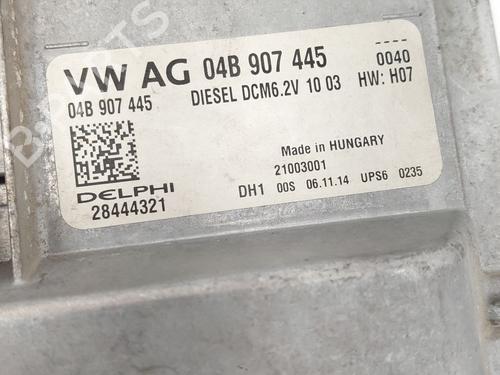 VW AG 04B 907 445
0040
04B 907 445
DIESEL DCM6.2V 10 03
HW: H07
Made in HUNGARY
21003001
DELPHI
28444321
DH1 00S 06.11.14 UPS6 0235